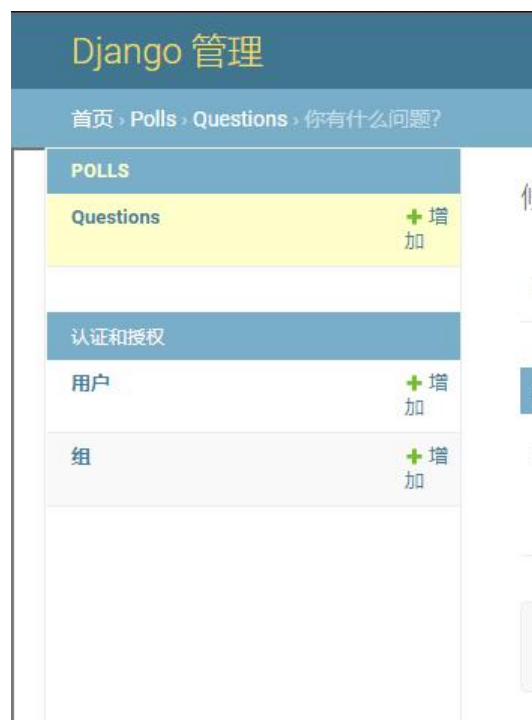 Django 管理
首页 › Polls › Questions › 你有什么问题?
POLLS
Questions
增
加
认证和授权
用户
增
加
组
增
加